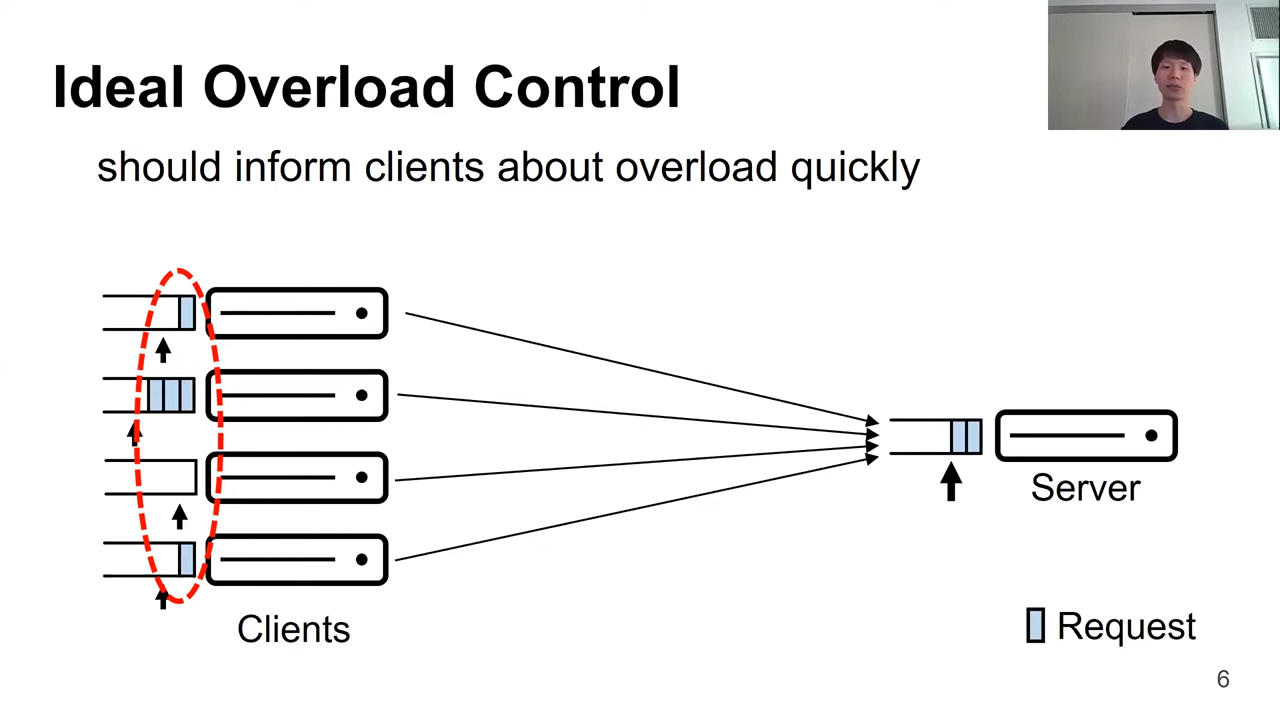 Ideal Overload Control
should inform clients about overload quickly
Server
Clients
Request
6